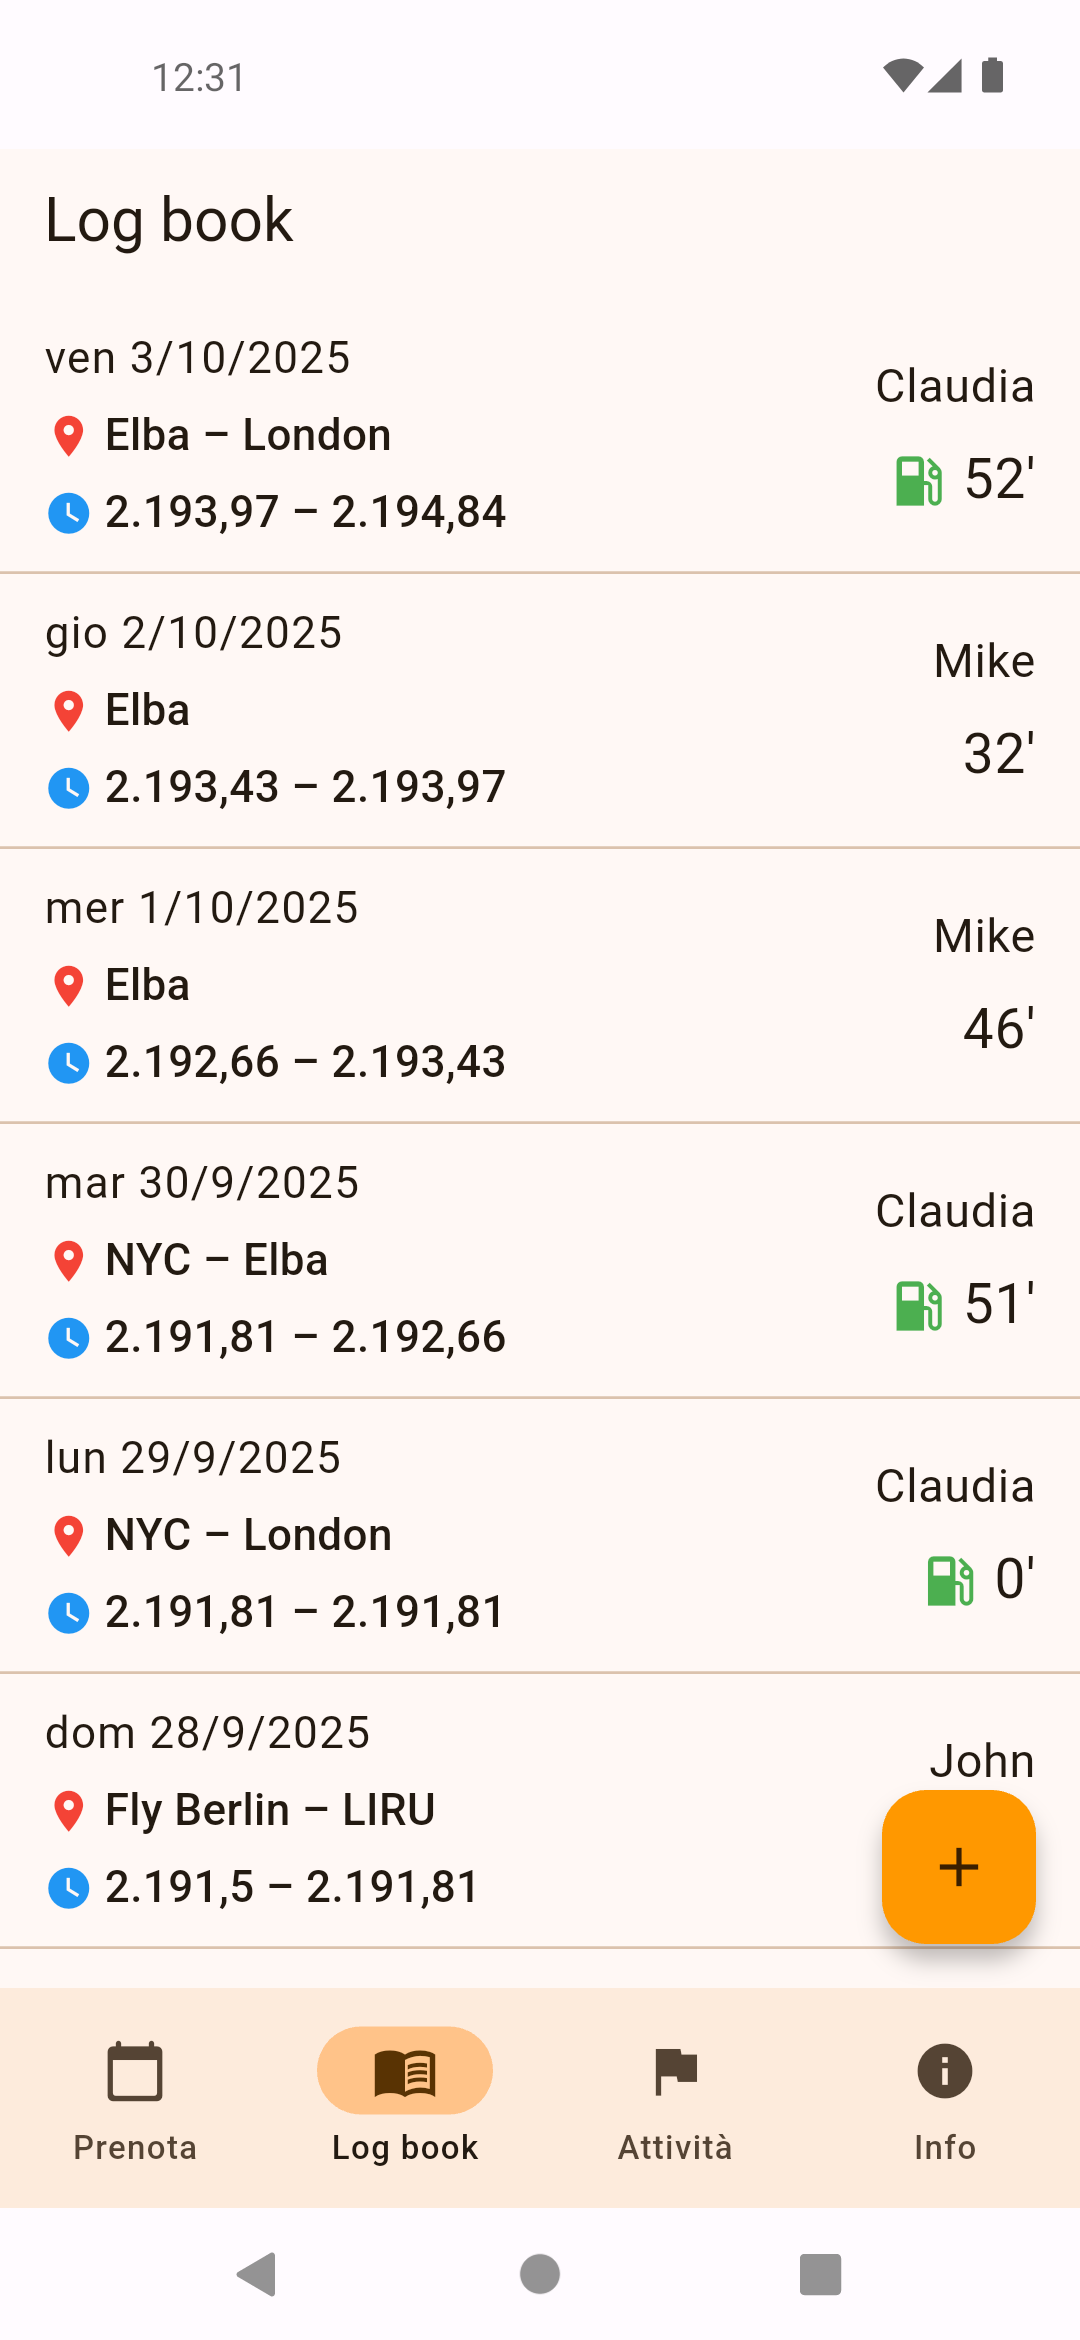 12:31
Log book
ven 3/10/2025
Claudia
Elba – London
52'
2.193,97 – 2.194,84
gio 2/10/2025
Mike
Elba
32'
2.193,43 – 2.193,97
mer 1/10/2025
Mike
Elba
46'
2.192,66 – 2.193,43
mar 30/9/2025
Claudia
NYC – Elba
51'
2.191,81 – 2.192,66
lun 29/9/2025
Claudia
NYC – London
0'
2.191,81 – 2.191,81
dom 28/9/2025
John
Fly Berlin – LIRU
2.191,5 – 2.191,81
Prenota
Log book
Attività
Info